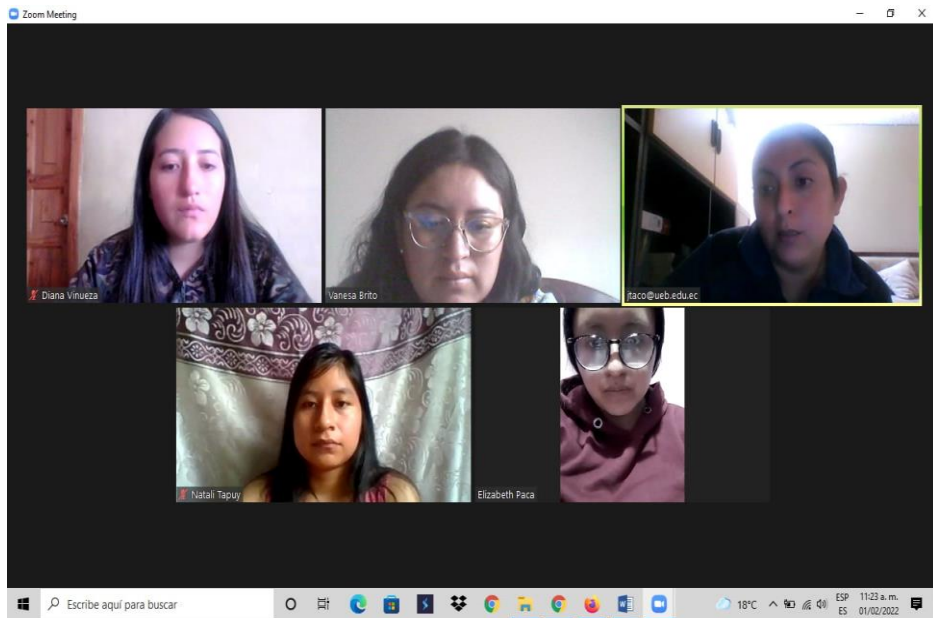 Zoom Meeting
Diana Vinueza
Vanesa Brito
jtaco@ueb.edu.ec
Natali Tapuy
Elizabeth Paca
Escribe aquí para buscar
18°C
ESP
ES
11:23 a. m.
01/02/2022